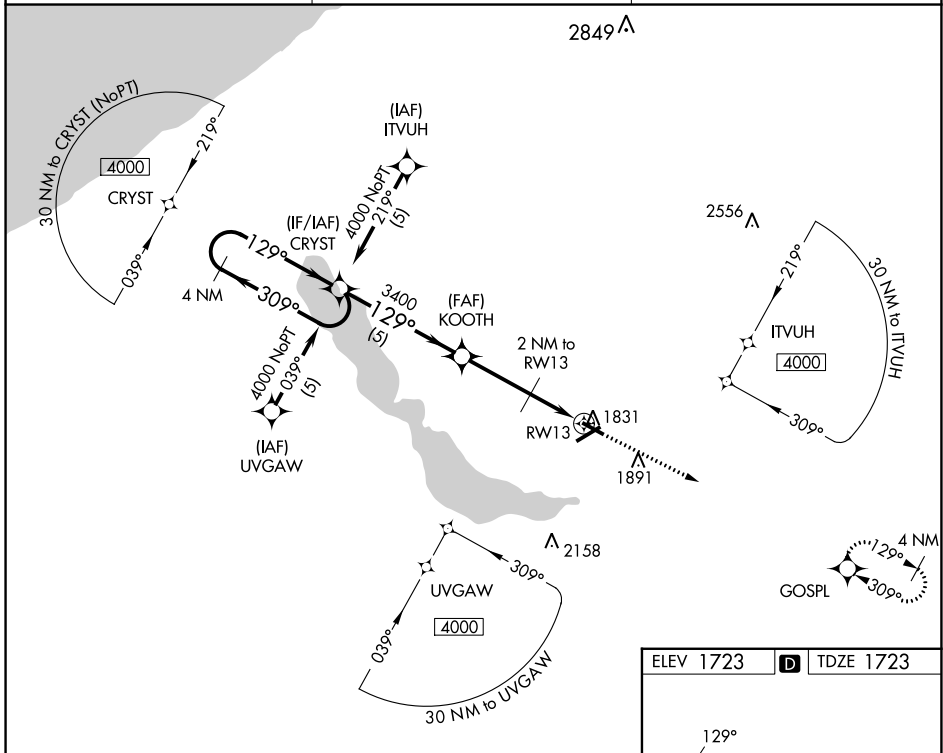 2849
30 NM to CRYST (NoPT)
219°
4000
CRYST
039°
(IAF)
ITVUH
4000 NoPT
219°
(5)
(IF/IAF)
CRYST
129°
4 NM
309°
3400
129°
(5)
(FAF)
KOOTH
2 NM to
RW13
RW13
1831
1891
4000 NoPT
039°
(5)
(IAF)
UVGAW
2556
219°
30 NM to ITVUH
ITVUH
4000
309°
2158
309°
UVGAW
4000
039°
30 NM to UVGAW
4 NM
129°
309°
GOSPL
ELEV 1723
D
TDZE 1723
129°